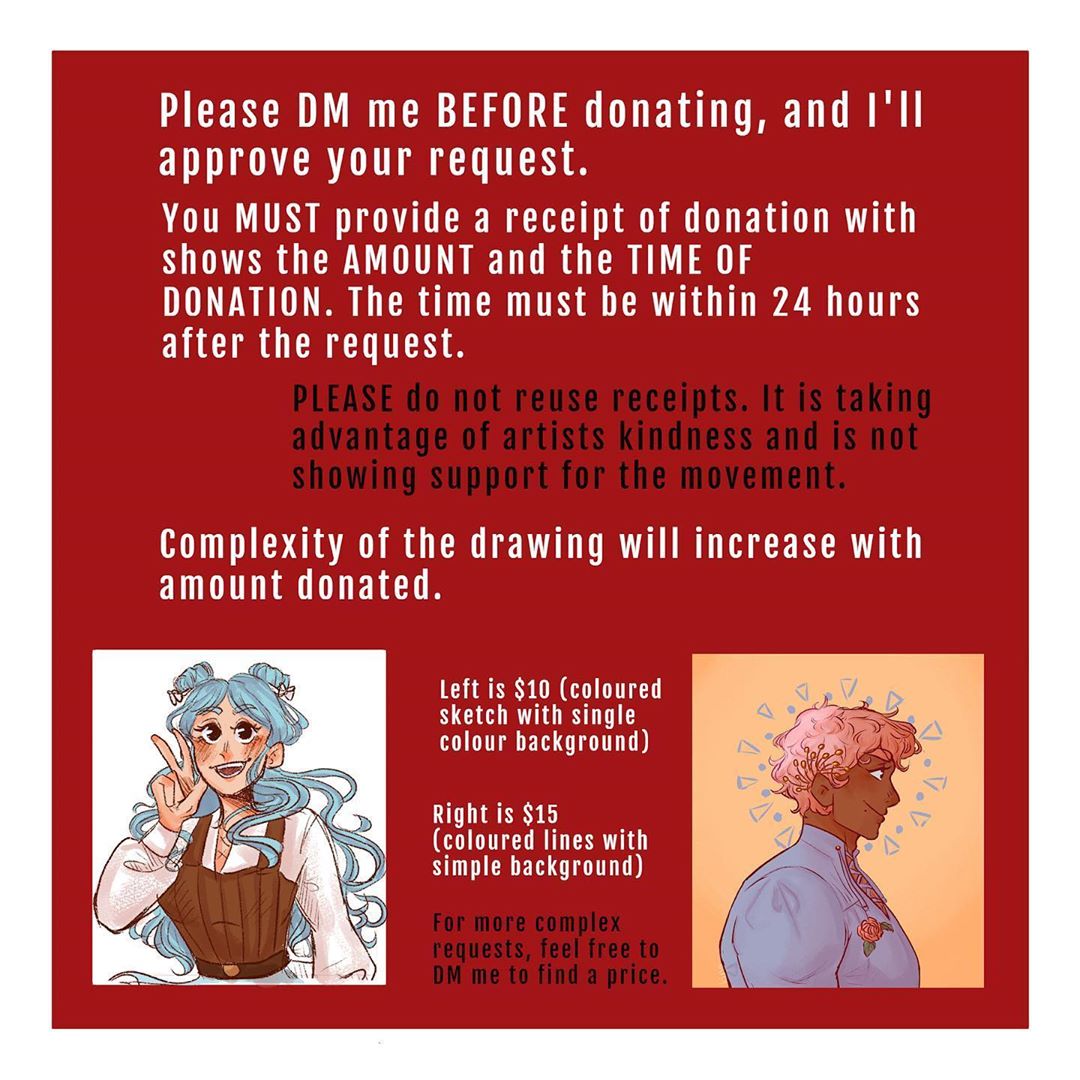 Please DM me BEFORE donating, and I'll
approve your request.
You MUST provide a receipt of donation with
shows the AMOUNT and the TIME OF
DONATION. The time must be within 24 hours
after the request.
PLEASE do not reuse receipts. It is taking
advantage of artists kindness and is not
showing support for the movement.
Complexity of the drawing will increase with
amount donated.
Left is $10 (coloured
sketch with single
colour background)
Right is $15
(coloured lines with
simple background)
For more complex
requests, feel free to
DM me to find a price.